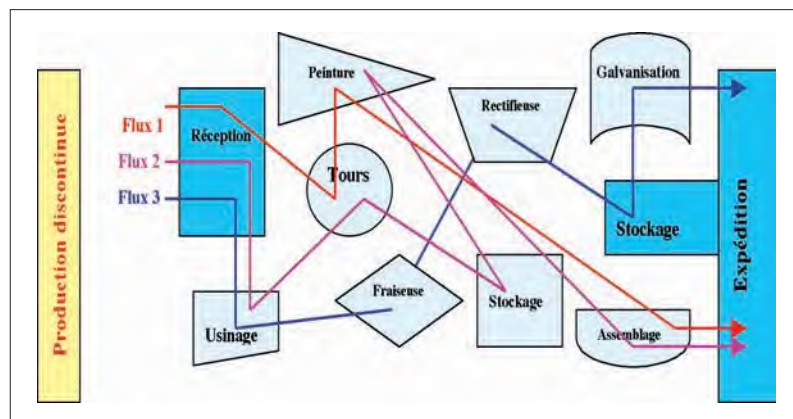 Production discontinue
Flux 1
Flux 2
Flux 3
Réception
Peinture
Tours
Usinage
Fraiseuse
Rectifieuse
Stockage
Galvanisation
Stockage
Assemblage
Expédition